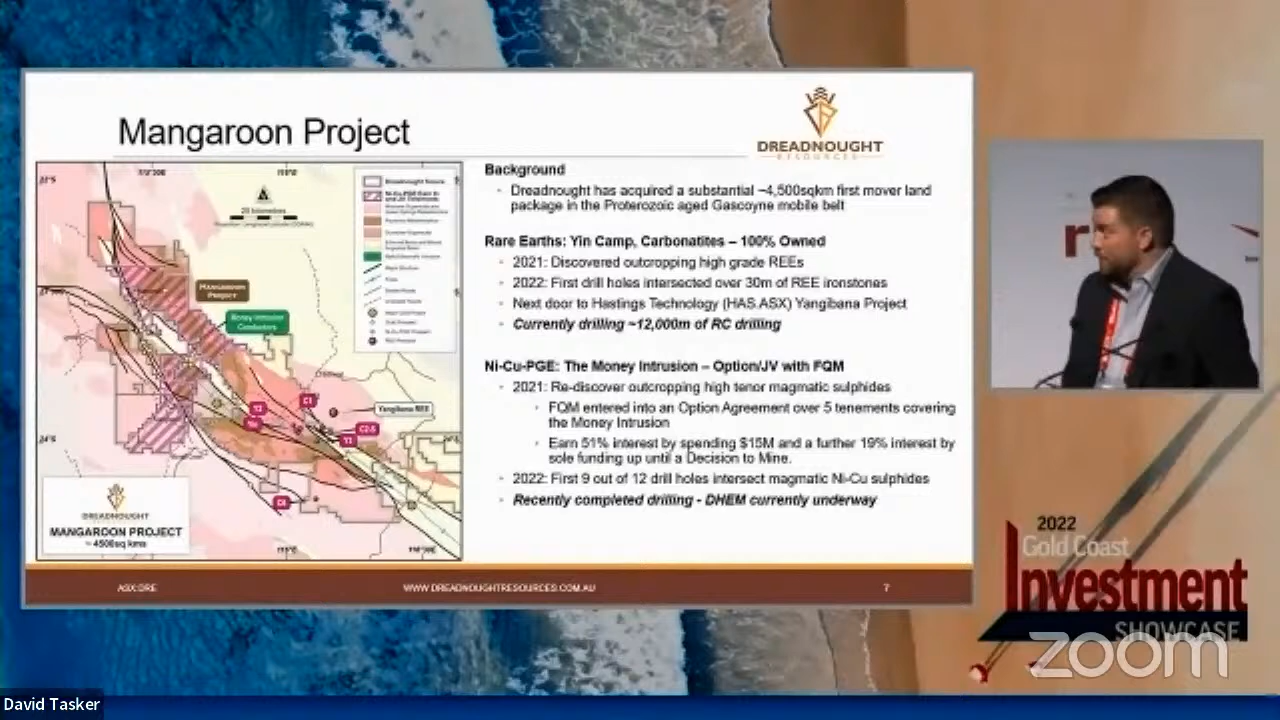 Mangaroon Project
DREADNOUGHT
RESOURCES
Background
Dreadnought has acquired a substantial ~4,500sqkm first mover land
package in the Proterozoic aged Gascoyne mobile belt
Rare Earths: Yin Camp, Carbonatites – 100% Owned
2021: Discovered outcropping high grade REEs
2022: First drill holes intersected over 30m of REE ironstones
Next door to Hastings Technology (HAS.ASX) Yangibana Project
Currently drilling ~12,000m of RC drilling
Ni-Cu-PGE: The Money Intrusion – Option/JV with FQM
2021: Re-discover outcropping high tenor magmatic sulphides
FQM entered into an Option Agreement over 5 tenements covering
the Money Intrusion
Earn 51% interest by spending $15M and a further 19% interest by
sole funding up until a Decision to Mine.
2022: First 9 out of 12 drill holes intersect magmatic Ni-Cu sulphides
Recently completed drilling - DHEM currently underway
MANGAROON
PROJECT
Money Intrusion
Conductors
Yangibana REE
DREADNOUGHT
MANGAROON PROJECT
~ 4500sq kms
ASX:DRE
WWW.DREADNOUGHTRESOURCES.COM.AU
7
r
2022
Gold Coast
Investment
SHOWCASE
zoom
David Tasker